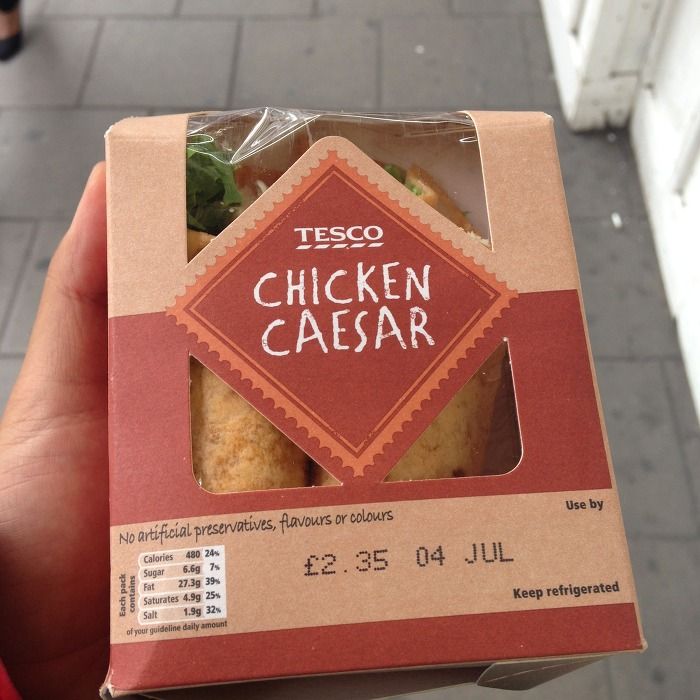 TESCO
CHICKEN
CAESAR
No artificial preservatives, flavours or colours
Use by
£2.35 04 JUL
Keep refrigerated
Each pack
contains
Calories 480 24%
Sugar 6.6g 7%
Fat 27.3g 39%
Saturates 4.9g 25%
Salt 1.9g 32%
of your guideline daily amount